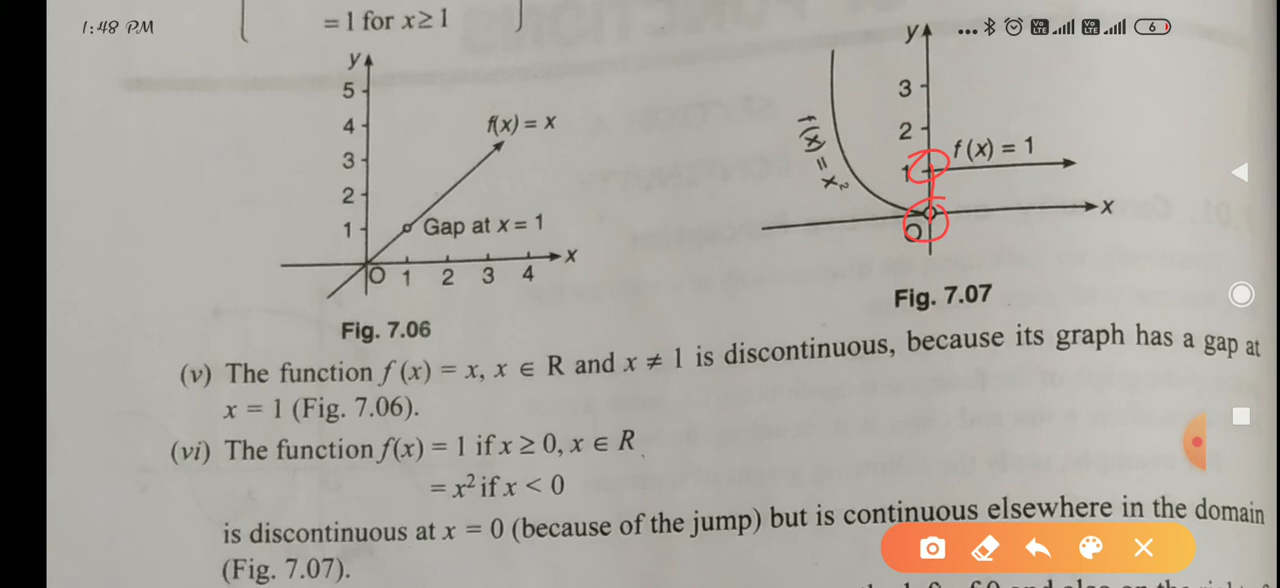 1:48 PM
= 1 for x ≥ 1
VoLTE VoLTE 6
y
5
4
3
2
1
f(x) = x
Gap at x = 1
O 1 2 3 4 x
Fig. 7.06
y
3
2
1
f(x) = x²
f(x) = 1
O x
Fig. 7.07
(v) The function f (x) = x, x ∈ R and x ≠ 1 is discontinuous, because its graph has a gap at
x = 1 (Fig. 7.06).
(vi) The function f(x) = 1 if x ≥ 0, x ∈ R
= x² if x < 0
is discontinuous at x = 0 (because of the jump) but is continuous elsewhere in the domain
(Fig. 7.07).